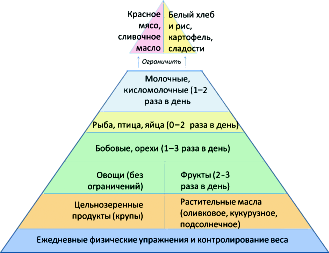 Красное
мясо,
сливочное
масло
Белый хлеб
и рис,
картофель,
сладости
Ограничить
Молочные,
кисломолочные (1–2
раза в день
Рыба, птица, яйца (0–2 раза в день)
Бобовые, орехи (1–3 раза в день)
Овощи (без
ограничений)
Фрукты (2–3
раза в день)
Цельнозеренные
продукты (крупы)
Растительные масла
(оливковое, кукурузное,
подсолнечное)
Ежедневные физические упражнения и контролирование веса